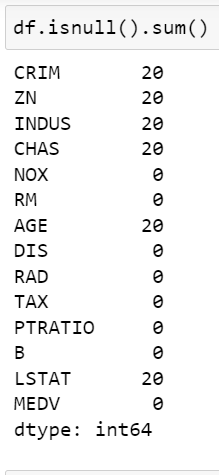 df.isnull().sum()
CRIM       20
ZN         20
INDUS      20
CHAS       20
NOX         0
RM          0
AGE        20
DIS         0
RAD         0
TAX         0
PTRATIO     0
B           0
LSTAT      20
MEDV        0
dtype: int64